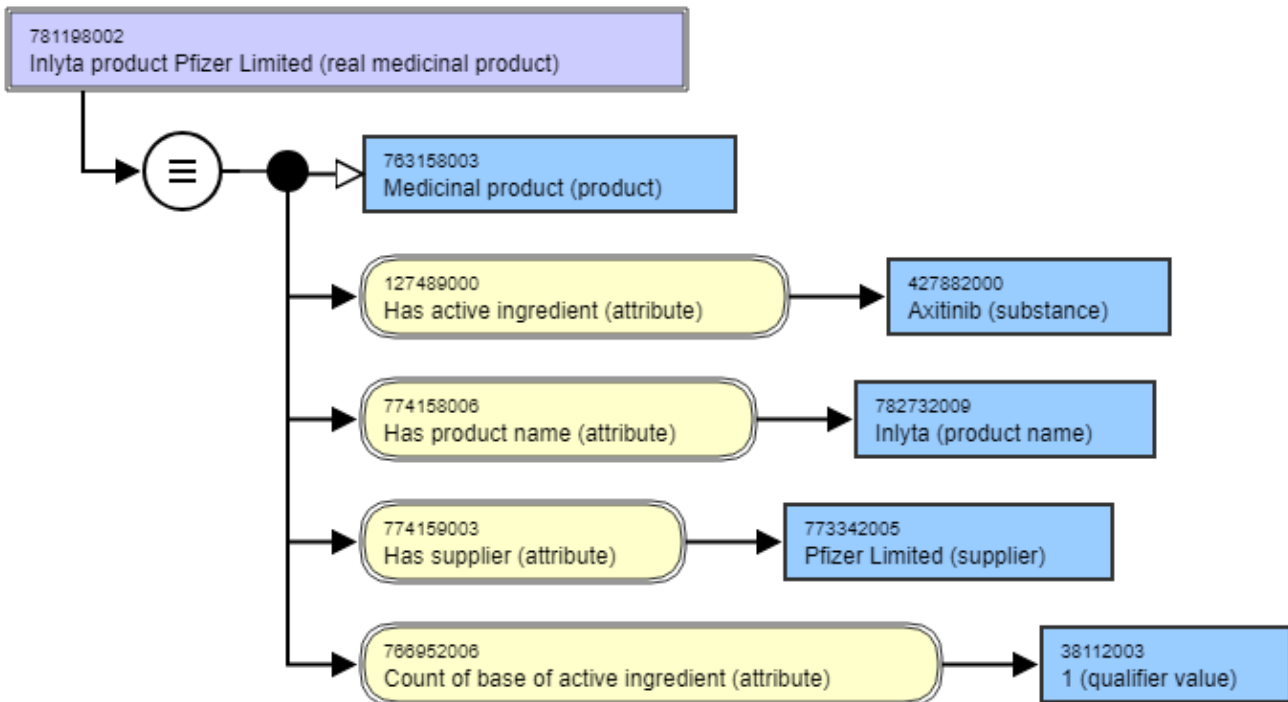 781198002
Inlyta product Pfizer Limited (real medicinal product)
763158003
Medicinal product (product)
127489000
Has active ingredient (attribute)
427882000
Axitinib (substance)
774158006
Has product name (attribute)
782732009
Inlyta (product name)
774159003
Has supplier (attribute)
773342005
Pfizer Limited (supplier)
766952006
Count of base of active ingredient (attribute)
38112003
1 (qualifier value)